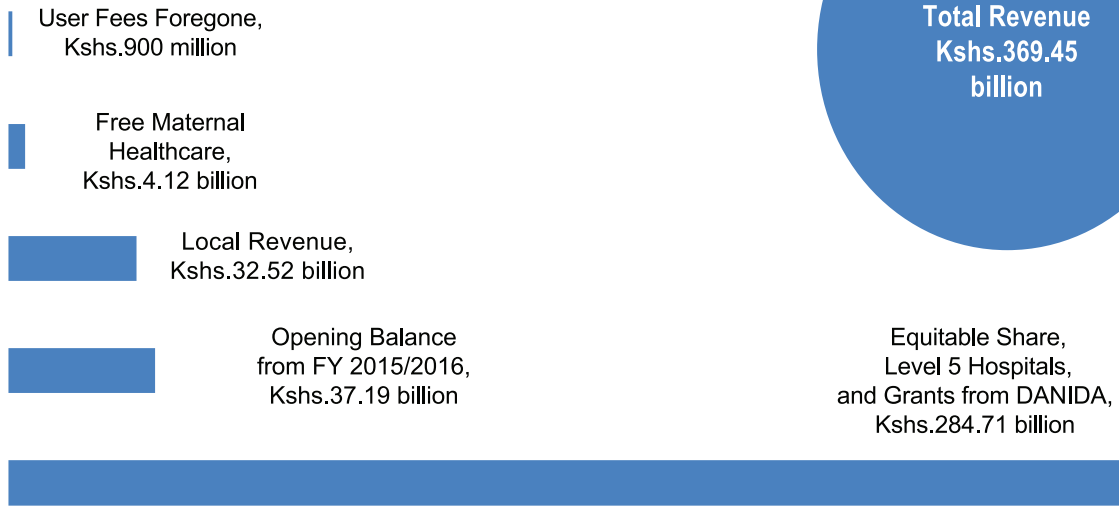 User Fees Foregone,
Kshs.900 million
Total Revenue
Kshs.369.45
billion
Free Maternal
Healthcare,
Kshs.4.12 billion
Local Revenue,
Kshs.32.52 billion
Opening Balance
from FY 2015/2016,
Kshs.37.19 billion
Equitable Share,
Level 5 Hospitals,
and Grants from DANIDA,
Kshs.284.71 billion